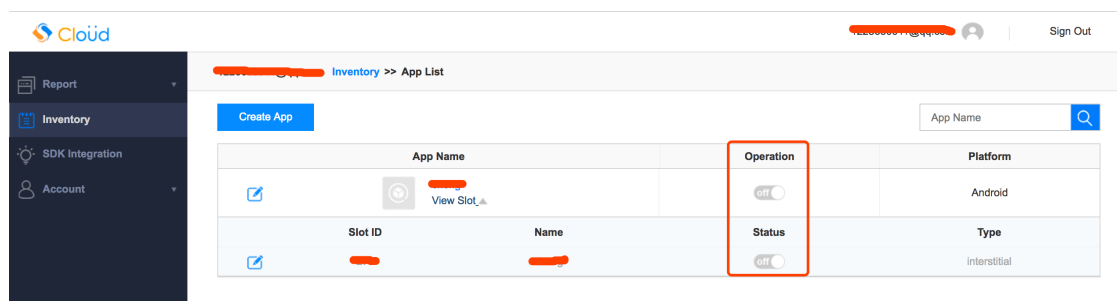 Cloüd
Sign Out
Report
Inventory
SDK Integration
Account
Inventory >> App List
Create App
App Name
App Name Operation Platform
off Android
View Slot
Slot ID Name Status Type
off interstitial